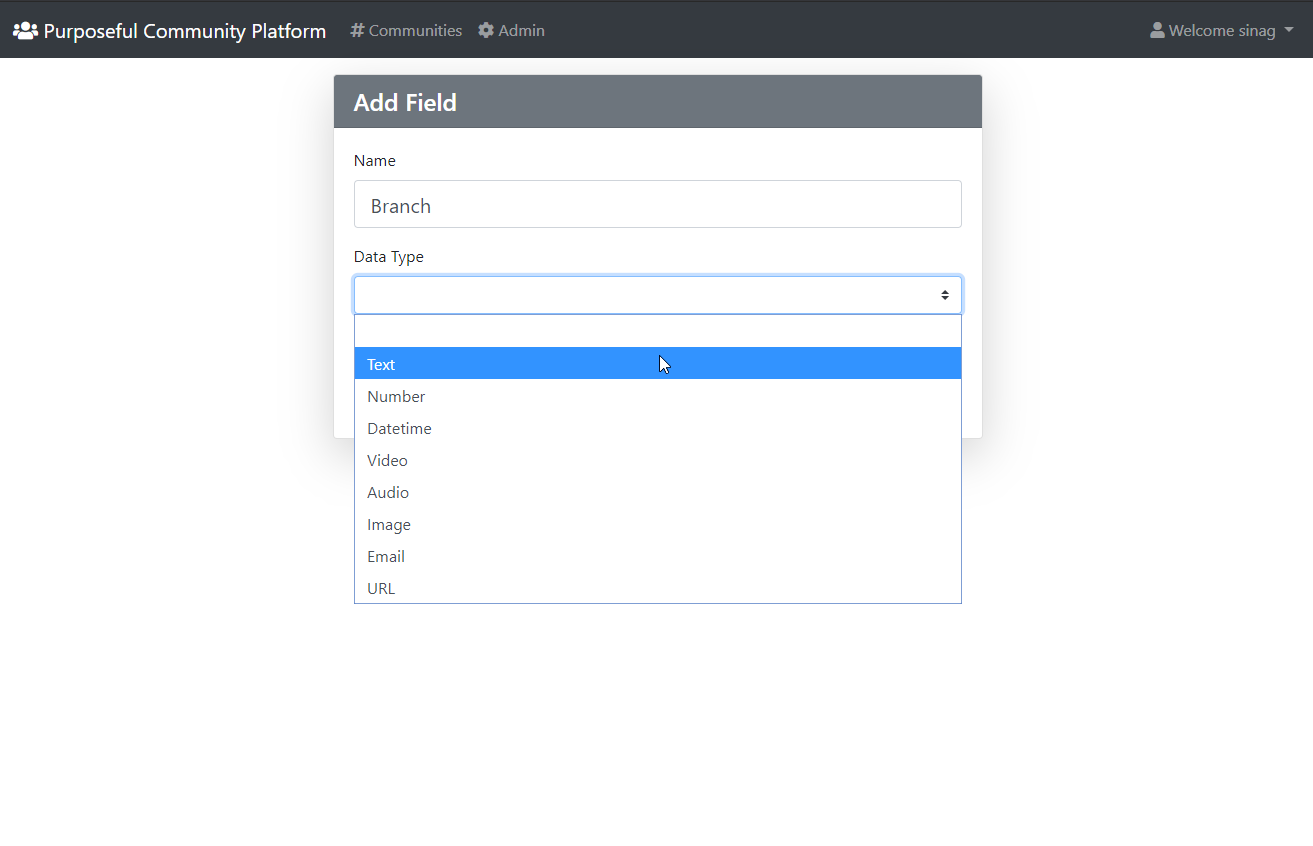 Purposeful Community Platform # Communities Admin Welcome sinag
Add Field
Name
Branch
Data Type
Text
Number
Datetime
Video
Audio
Image
Email
URL